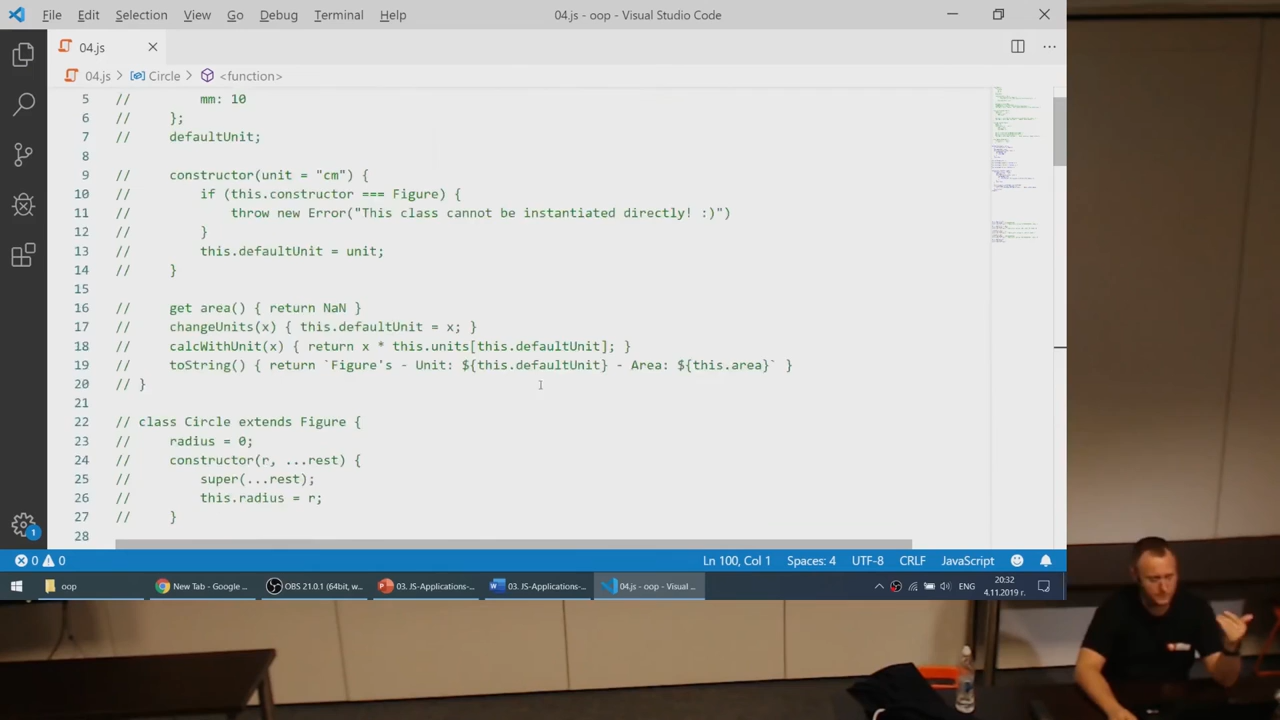 File Edit Selection View Go Debug Terminal Help 04.js - oop - Visual Studio Code
04.js
04.js > Circle > <function>
5 // mm: 10
6 // };
7 // defaultUnit;
8 //
9 // constructor(unit = "cm") {
10 // if (this.constructor === Figure) {
11 // throw new Error("This class cannot be instantiated directly! :)")
12 // }
13 // this.defaultUnit = unit;
14 // }
15
16 // get area() { return NaN }
17 // changeUnits(x) { this.defaultUnit = x; }
18 // calcWithUnit(x) { return x * this.units[this.defaultUnit]; }
19 // toString() { return `Figure's - Unit: ${this.defaultUnit} - Area: ${this.area}` }
20 // }
21
22 // class Circle extends Figure {
23 // radius = 0;
24 // constructor(r, ...rest) {
25 // super(...rest);
26 // this.radius = r;
27 // }
28
1
0 0 Ln 100, Col 1 Spaces: 4 UTF-8 CRLF JavaScript
oop New Tab - Google ... OBS 21.0.1 (64bit, w... 03. JS-Applications-... 03. JS-Applications-... 04.js - oop - Visual ... ЕНГ 20:32
4.11.2019 г.